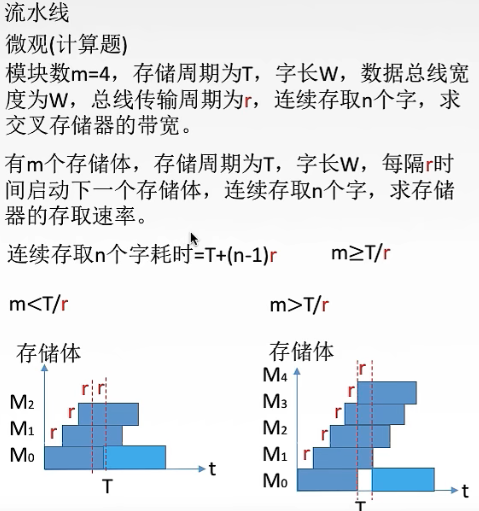 流水线
微观(计算题)
模块数m=4，存储周期为T，字长W，数据总线宽
度为W，总线传输周期为r，连续存取n个字，求
交叉存储器的带宽。
有m个存储体，存储周期为T，字长W，每隔r时
间启动下一个存储体，连续存取n个字，求存储
器的存取速率。
连续存取n个字耗时=T+(n-1)r m≥T/r
m<T/r m>T/r
存储体
r r
M2
r
M1
r
M0
t
T
存储体
r
M4
r
M3
r
M2
r
M1
r
M0
t
T